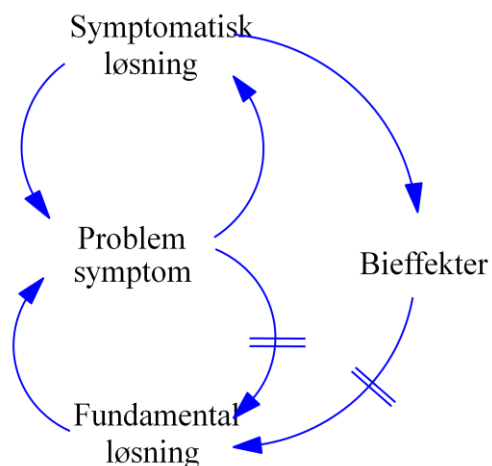 Symptomatisk
løsning
Problem
symptom
Bieffekter
Fundamental
løsning